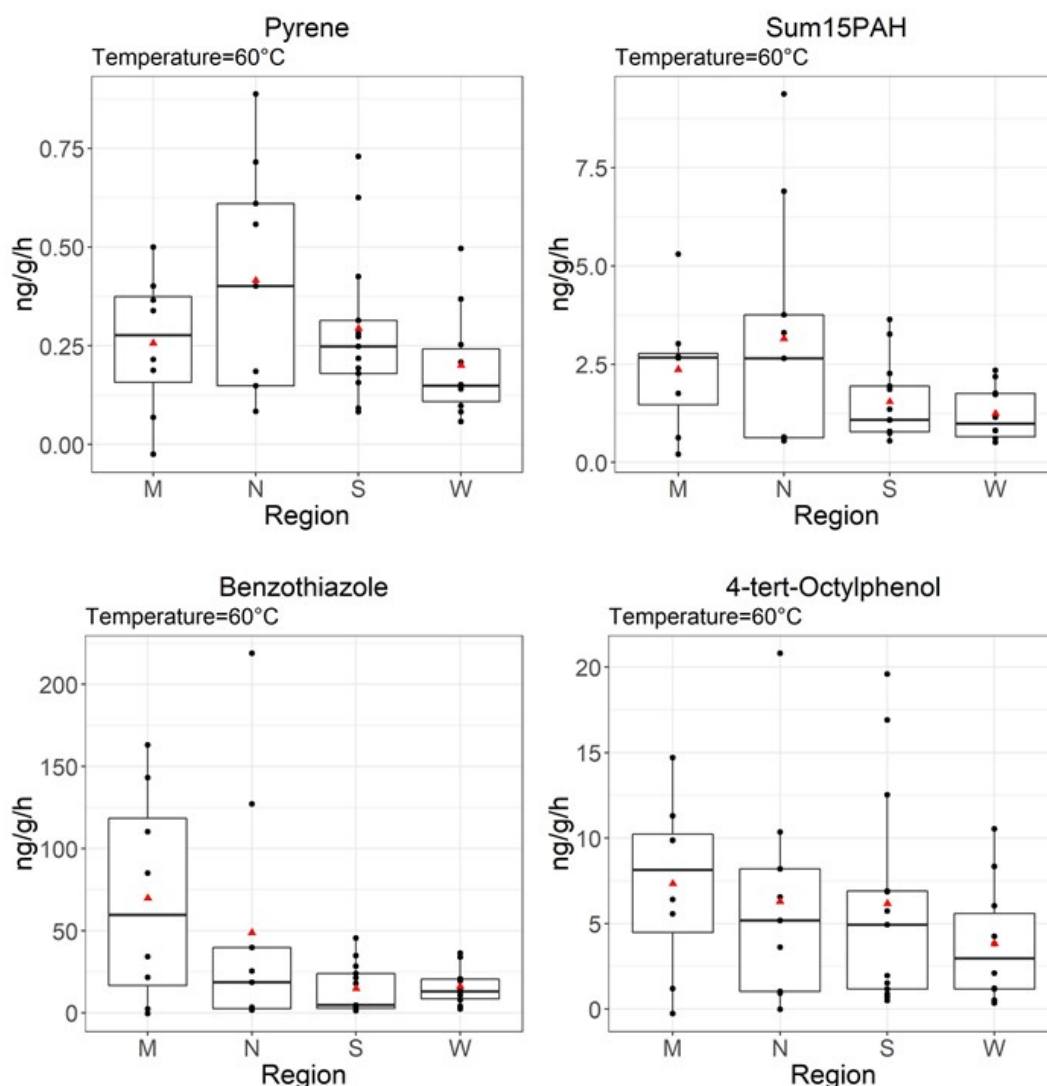 Pyrene
Temperature=60°C
ng/g/h
0.75
0.50
0.25
0.00
M N S W
Region
Sum15PAH
Temperature=60°C
ng/g/h
7.5
5.0
2.5
0.0
M N S W
Region
Benzothiazole
Temperature=60°C
ng/g/h
200
150
100
50
0
M N S W
Region
4-tert-Octylphenol
Temperature=60°C
ng/g/h
20
15
10
5
0
M N S W
Region